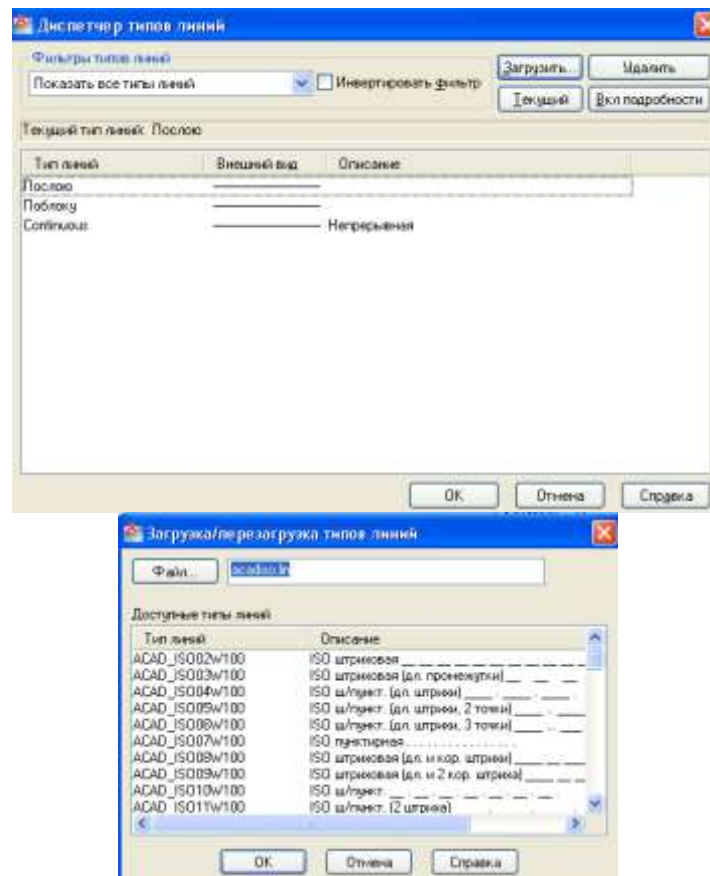 Диспетчер типов линий
Фильтры типов линий
Показать все типы линий
Инвертировать фильтр
Загрузить...
Удалить
Текущий
Вкл подробности
Текущий тип линий: Послою
Тип линий Внешний вид Описание
Послою
Поблоку
Continuous Непрерывная
OK Отмена Справка
Загрузка/перезагрузка типов линий
Файл... acadiso.lin
Доступные типы линий
Тип линий Описание
ACAD_ISO02W100 ISO штриховая
ACAD_ISO03W100 ISO штриховая (дл. промежутки)
ACAD_ISO04W100 ISO ш/пункт. (дл. штрихи)
ACAD_ISO05W100 ISO ш/пункт. (дл. штрихи, 2 точки)
ACAD_ISO06W100 ISO ш/пункт. (дл. штрихи, 3 точки)
ACAD_ISO07W100 ISO пунктирная
ACAD_ISO08W100 ISO штриховая (дл. и кор. штрихи)
ACAD_ISO09W100 ISO штриховая (дл. и 2 кор. штриха)
ACAD_ISO10W100 ISO ш/пункт.
ACAD_ISO11W100 ISO ш/пункт. (2 штриха)
OK Отмена Справка